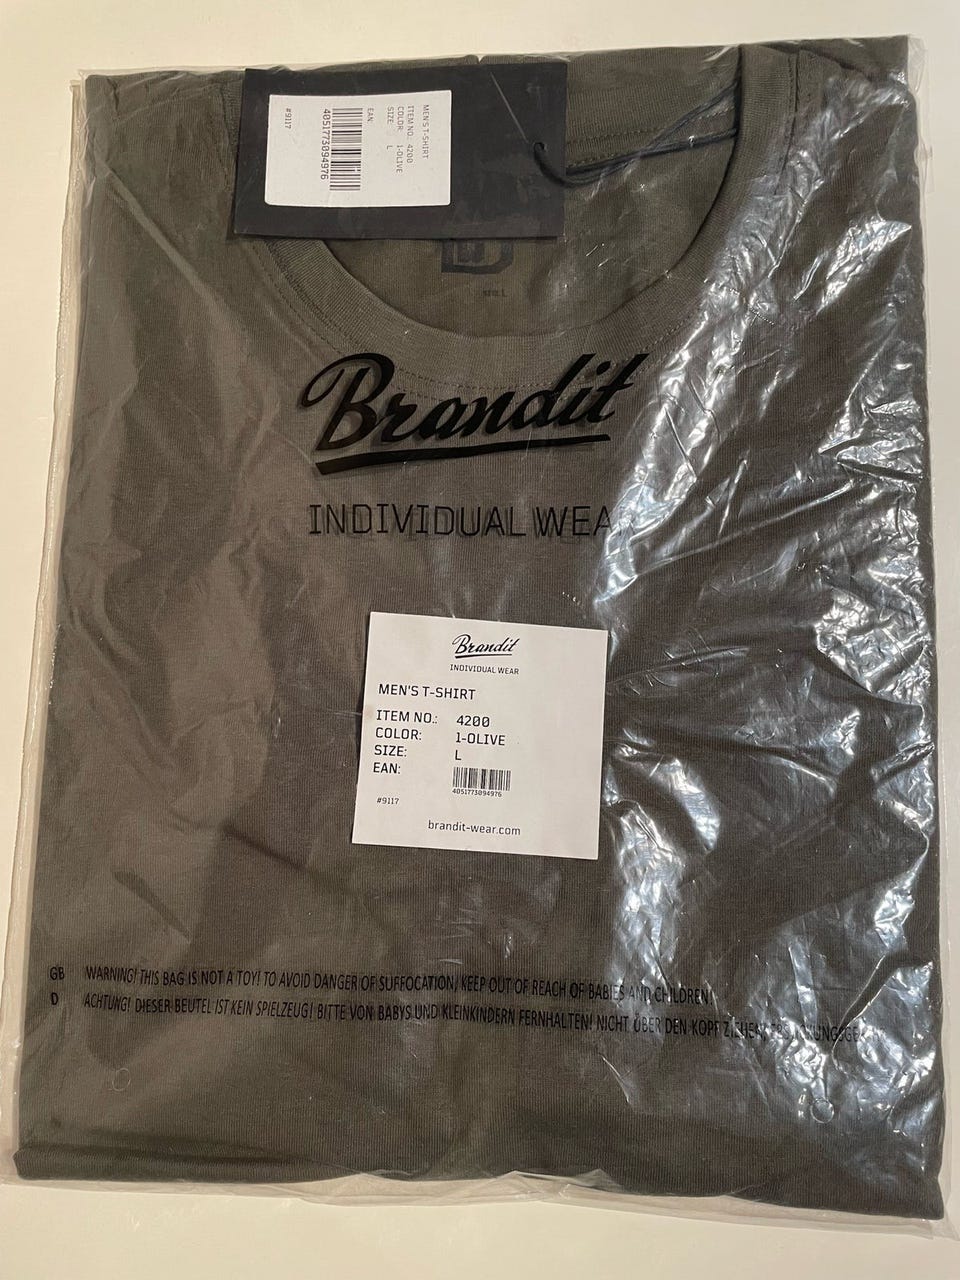 MEN'S T-SHIRT
ITEM NO.: 4200
COLOR: 1-OLIVE
SIZE: L
EAN:
4051773094976
#9117
Brandit
INDIVIDUAL WEA
Brandit
INDIVIDUAL WEAR
MEN'S T-SHIRT
ITEM NO.: 4200
COLOR: 1-OLIVE
SIZE: L
EAN:
4051773094976
#9117
brandit-wear.com
GB WARNING! THIS BAG IS NOT A TOY! TO AVOID DANGER OF SUFFOCATION, KEEP OUT OF REACH OF BABIES AND CHILDREN!
D ACHTUNG! DIESER BEUTEL IST KEIN SPIELZEUG! BITTE VON BABYS UND KLEINKINDERN FERNHALTEN! NICHT ÜBER DEN KOPF ZIEHEN,